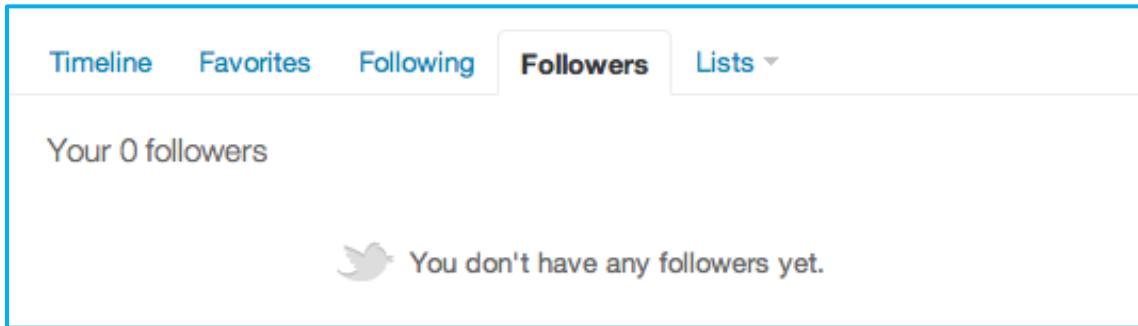 Timeline Favorites Following Followers Lists
Your 0 followers
You don't have any followers yet.